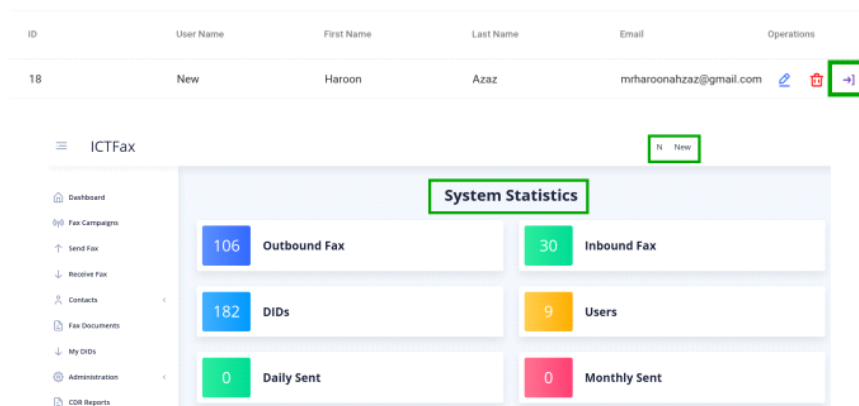 ID User Name First Name Last Name Email Operations
18 New Haroon Azaz mrharoonahzaz@gmail.com
ICTFax N New
System Statistics
Dashboard
Fax Campaigns
Send Fax
Receive Fax
Contacts
Fax Documents
My DIDs
Administration
CDR Reports
106 Outbound Fax 30 Inbound Fax
182 DIDs 9 Users
0 Daily Sent 0 Monthly Sent